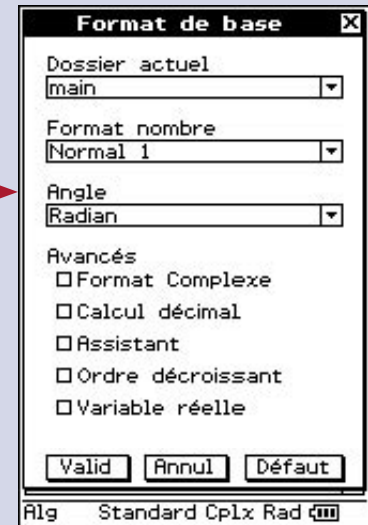 Format de base X
Dossier actuel
main
Format nombre
Normal 1
Angle
Radian
Avancés
Format Complexe
Calcul décimal
Assistant
Ordre décroissant
Variable réelle
Valid Annul Défaut
Alg Standard Cplx Rad